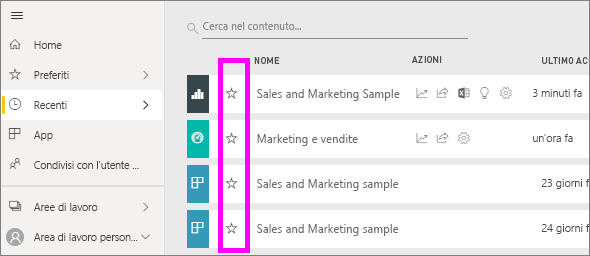 Cerca nel contenuto...
Home
Preferiti
Recenti
App
Condivisi con l'utente ...
Aree di lavoro
Area di lavoro person...
NOME AZIONI ULTIMO AC
Sales and Marketing Sample 3 minuti fa
Marketing e vendite un'ora fa
Sales and Marketing sample 23 giorni f
Sales and Marketing sample 24 giorni f